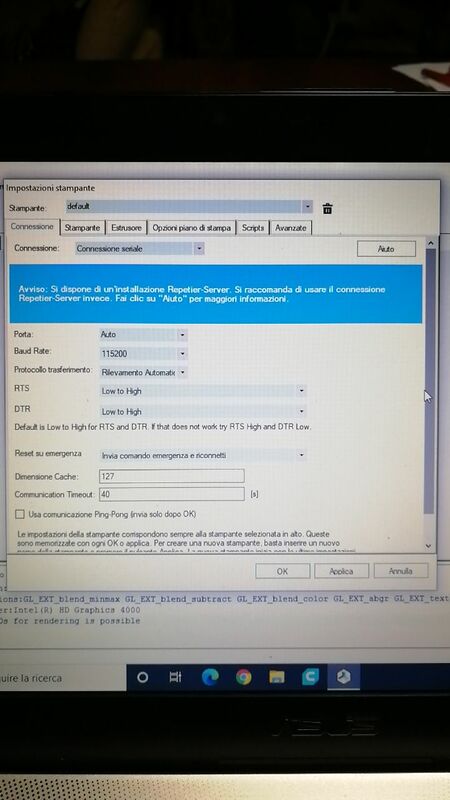 Impostazioni stampante
Stampante: default
Connessione Stampante Estrusore Opzioni piano di stampa Scripts Avanzate
Connessione: Connessione seriale Aiuto
Avviso: Si dispone di un'installazione Repetier-Server. Si raccomanda di usare il connessione
Repetier-Server invece. Fai clic su "Aiuto" per maggiori informazioni.
Porta: Auto
Baud Rate: 115200
Protocollo trasferimento: Rilevamento Automatic
RTS Low to High
DTR Low to High
Default is Low to High for RTS and DTR. If that does not work try RTS High and DTR Low.
Reset su emergenza Invia comando emergenza e riconnetti
Dimensione Cache: 127
Communication Timeout: 40 [s]
Usa comunicazione Ping-Pong (invia solo dopo OK)
Le impostazioni della stampante corrispondono sempre alla stampante selezionata in alto. Queste
sono memorizzate con ogni OK o applica. Per creare una nuova stampante, basta inserire un nuovo
OK Applica Annulla
ions:GL_EXT_blend_minmax GL_EXT_blend_subtract GL_EXT_blend_color GL_EXT_abgr GL_EXT_text
er:Intel(R) HD Graphics 4000
Os for rendering is possible
uire la ricerca
ASUS